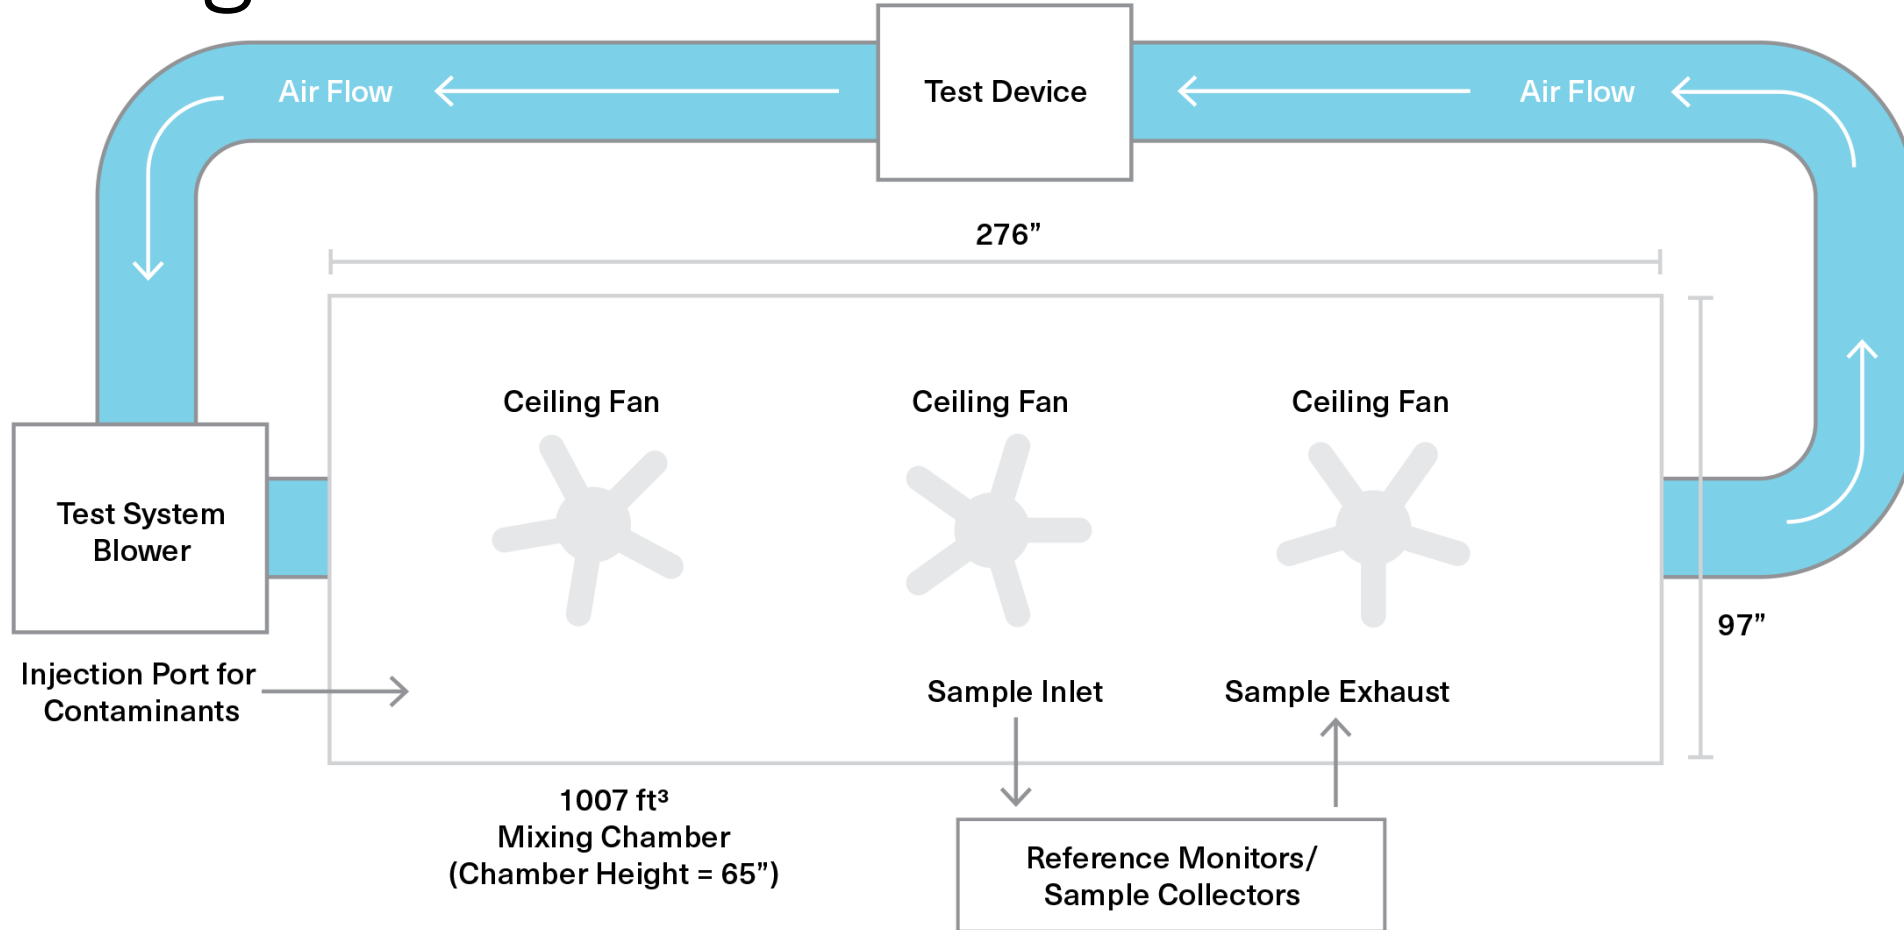 Air Flow
Test Device
Air Flow
276”
Ceiling Fan
Ceiling Fan
Ceiling Fan
Test System
Blower
97”
Injection Port for
Contaminants
Sample Inlet
Sample Exhaust
1007 ft³
Mixing Chamber
(Chamber Height = 65”)
Reference Monitors/
Sample Collectors